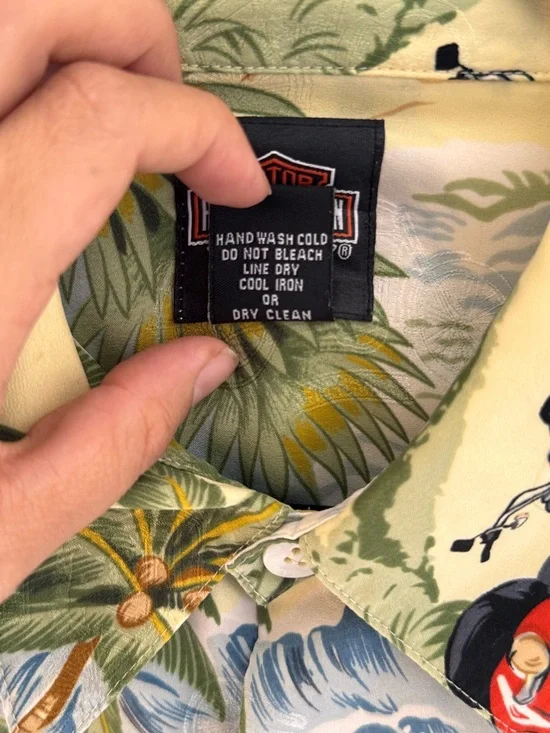 HAND WASH COLD
DO NOT BLEACH
LINE DRY
COOL IRON
OR
DRY CLEAN
®